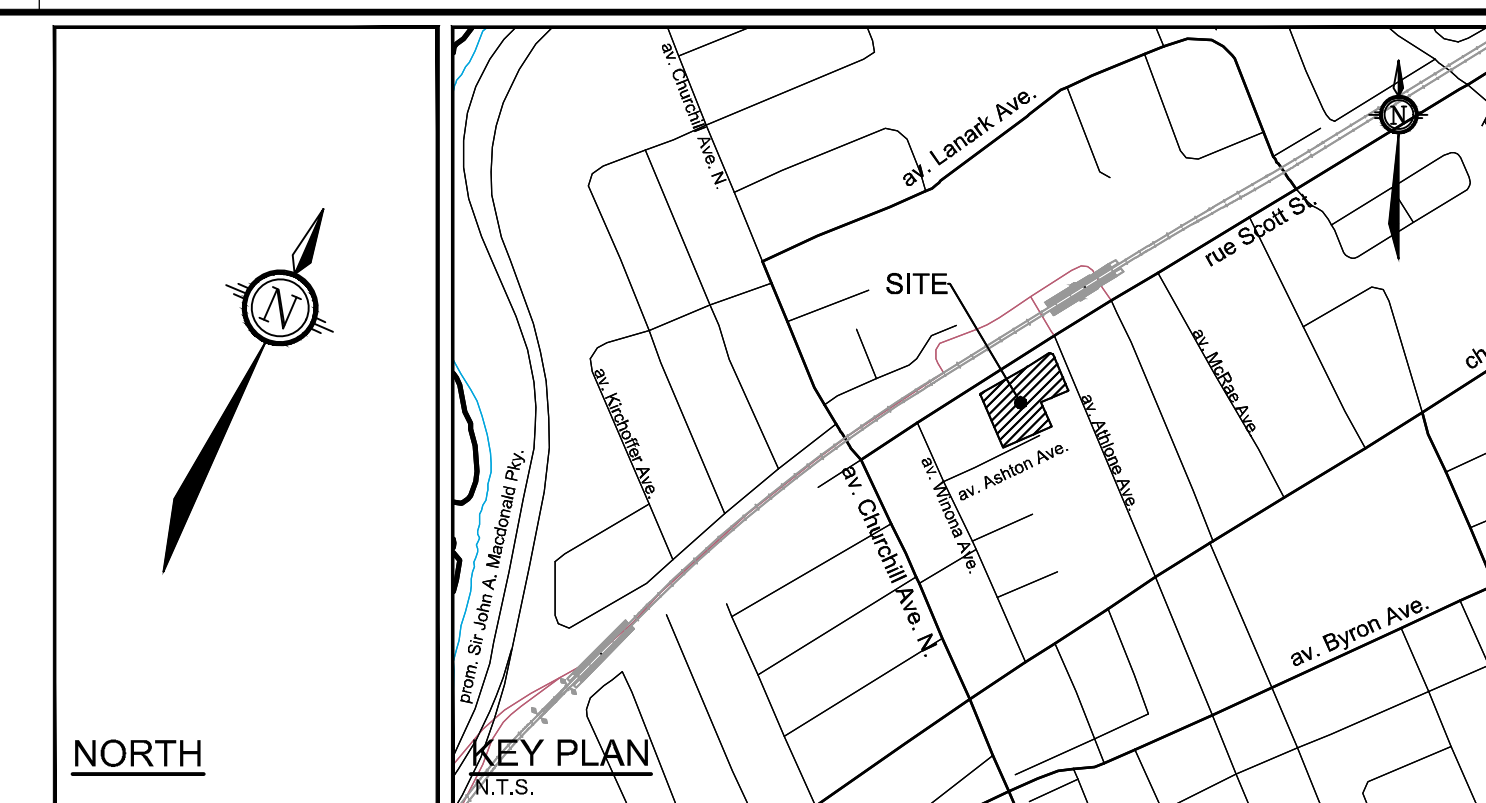 N
NORTH
av. Churchill Ave. N.
av. Lanark Ave.
N
rue Scott St.
SITE
av. McRae Ave.
av. Kirchoffer Ave.
av. Athlone Ave.
ch
av. Ashton Ave.
av. Winona Ave.
av. Churchill Ave. N.
prom. Sir John A. Macdonald Pky.
av. Byron Ave.
KEY PLAN
N.T.S.